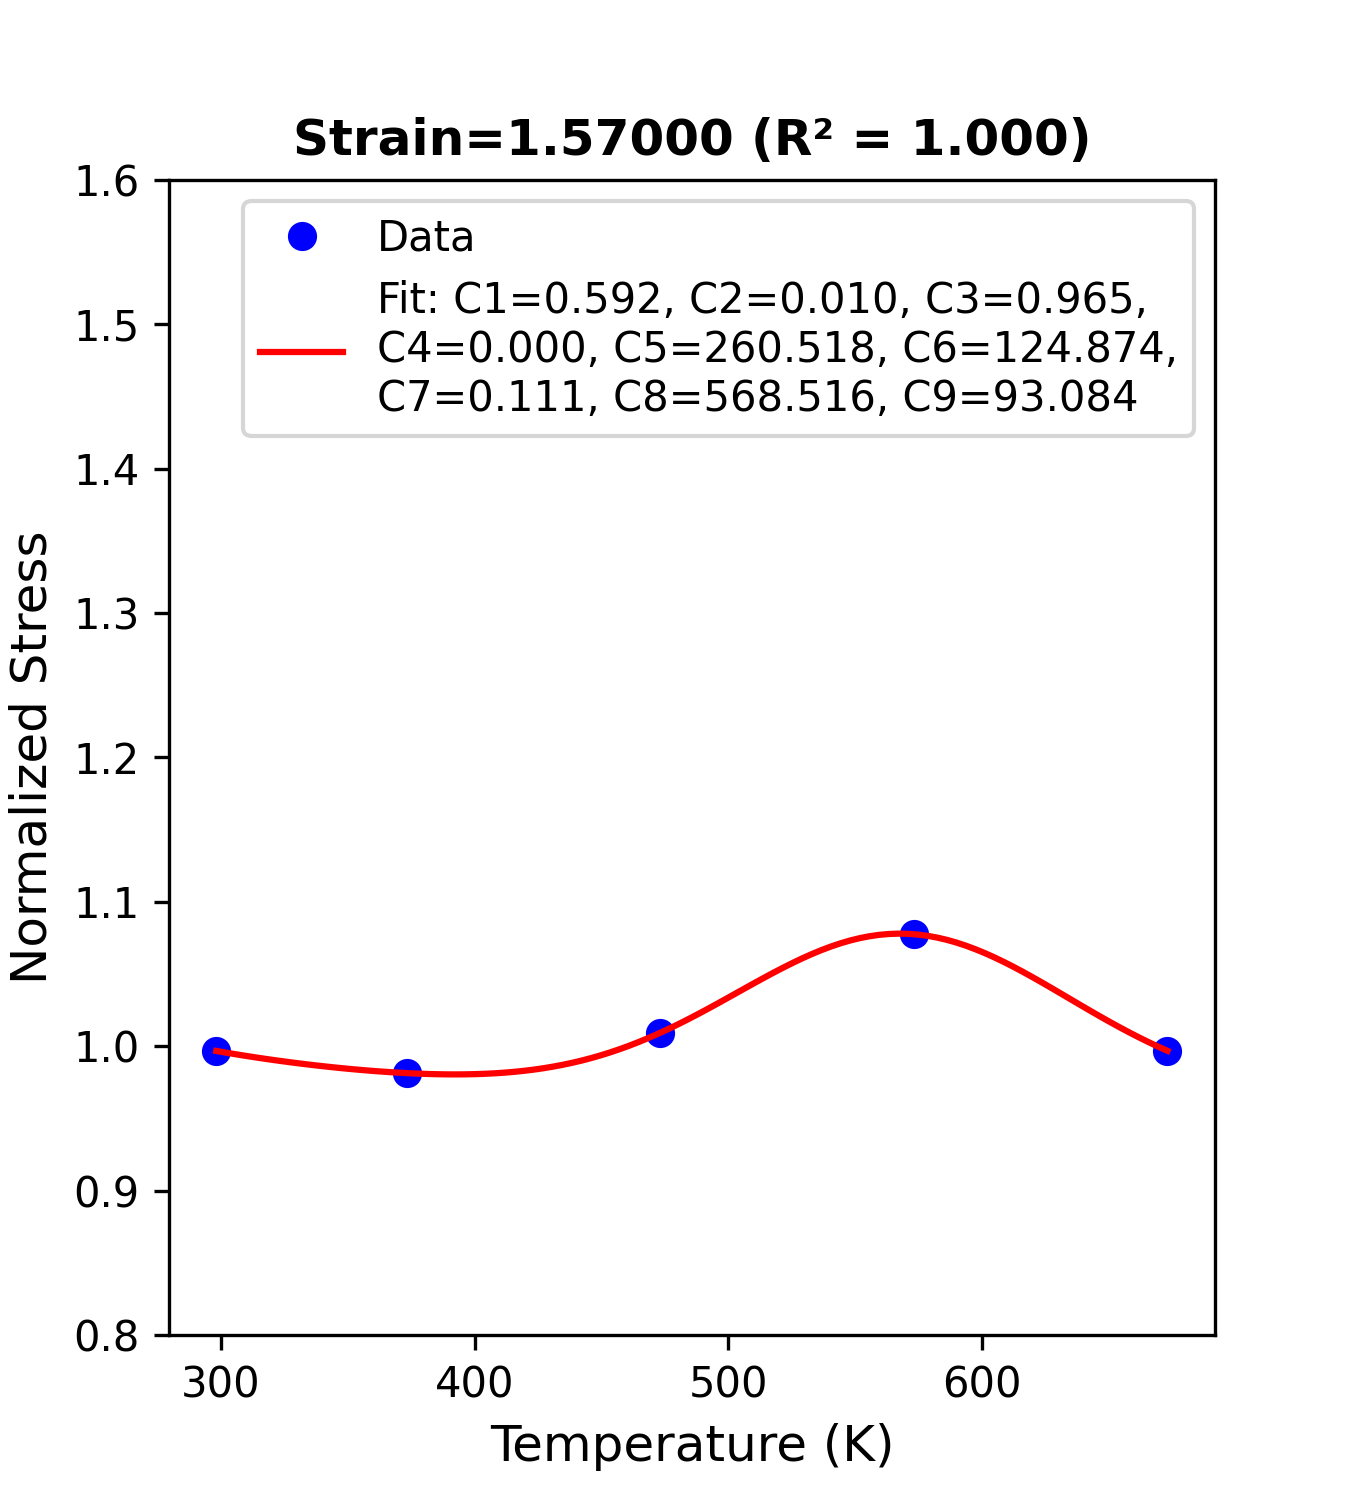 Strain=1.57000 (R² = 1.000)
Data
Fit: C1=0.592, C2=0.010, C3=0.965,
C4=0.000, C5=260.518, C6=124.874,
C7=0.111, C8=568.516, C9=93.084
Normalized Stress
1.6
1.5
1.4
1.3
1.2
1.1
1.0
0.9
0.8
300 400 500 600
Temperature (K)